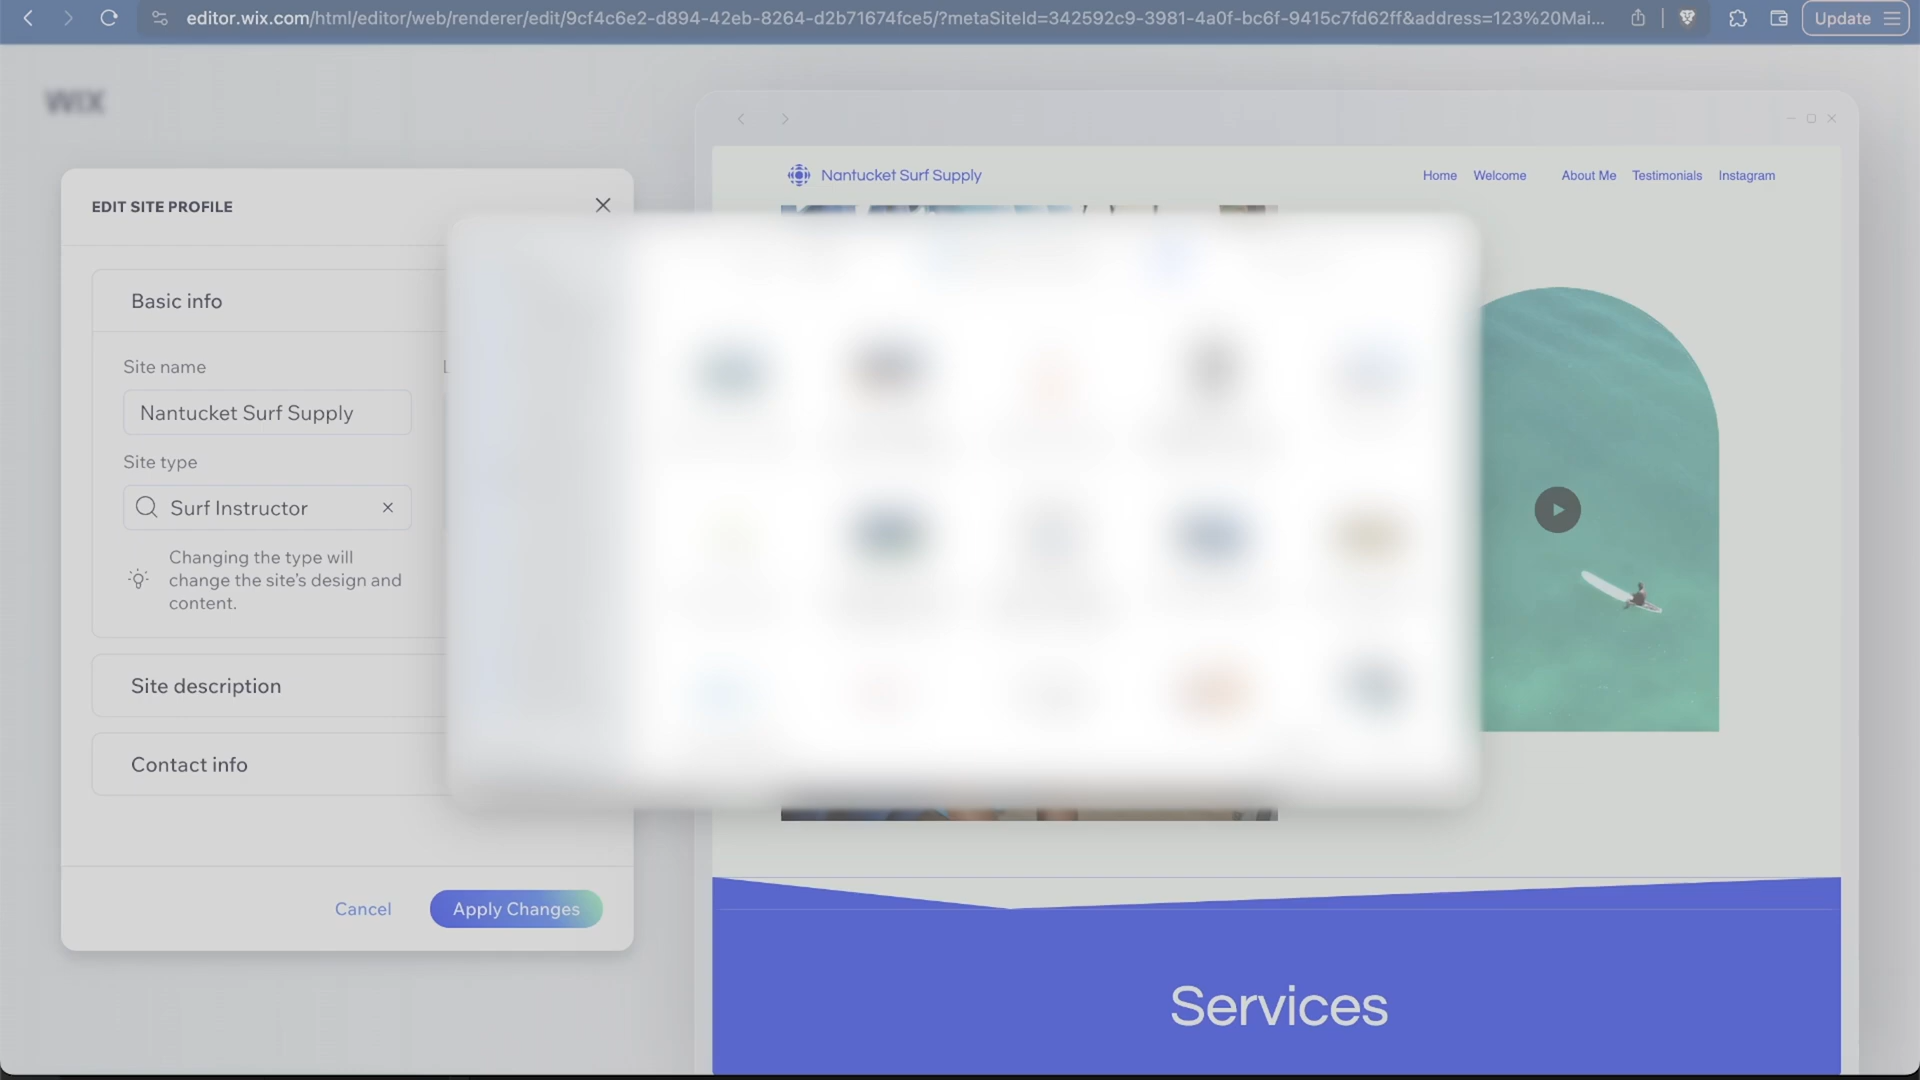 editor.wix.com/html/editor/web/renderer/edit/9cf4c6e2-d894-42eb-8264-d2b71674fce5/?metaSiteId=342592c9-3981-4a0f-bc6f-9415c7fd62ff&address=123%20Mai...
Update
WIX
EDIT SITE PROFILE
Basic info
Site name
Nantucket Surf Supply
Site type
Surf Instructor
Changing the type will
change the site's design and
content.
Site description
Contact info
Cancel
Apply Changes
Nantucket Surf Supply
Home
Welcome
About Me
Testimonials
Instagram
Services